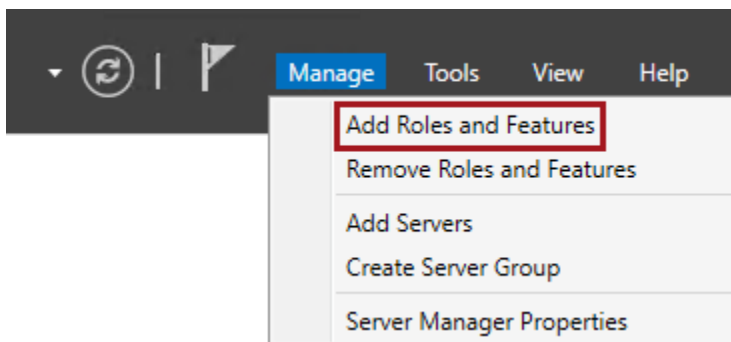 Manage Tools View Help
Add Roles and Features
Remove Roles and Features
Add Servers
Create Server Group
Server Manager Properties